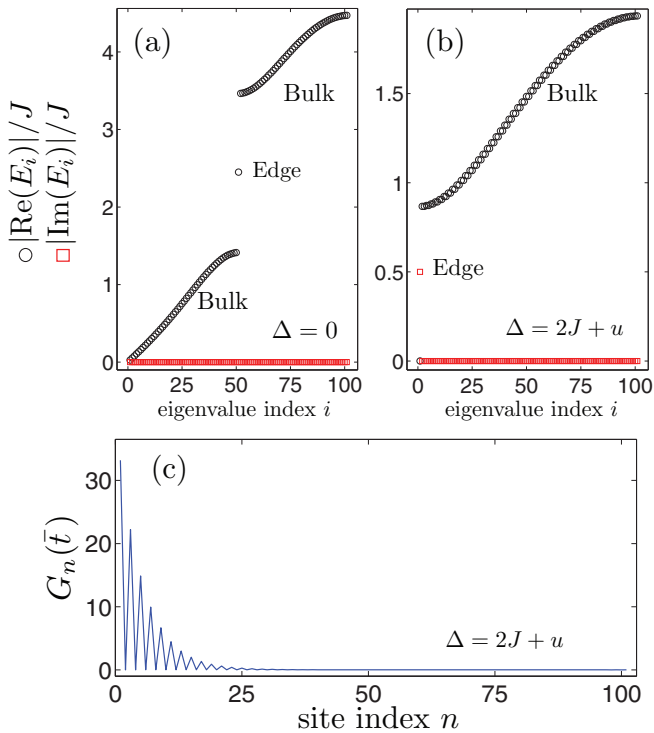 (a)
4
3
2
1
0
Bulk
Edge
Bulk
Δ = 0
0 25 50 75 100
eigenvalue index i
○|Re(E_i)|/J
□|Im(E_i)|/J
(b)
1.5
1
0.5
0
Bulk
Edge
Δ = 2J + u
0 25 50 75 100
eigenvalue index i
(c)
30
20
10
0
G_n(t̄)
Δ = 2J + u
0 25 50 75 100
site index n